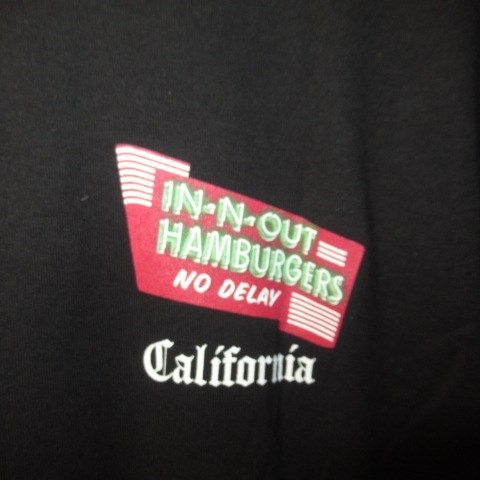 IN-N-OUT
HAMBURGERS
NO DELAY
California